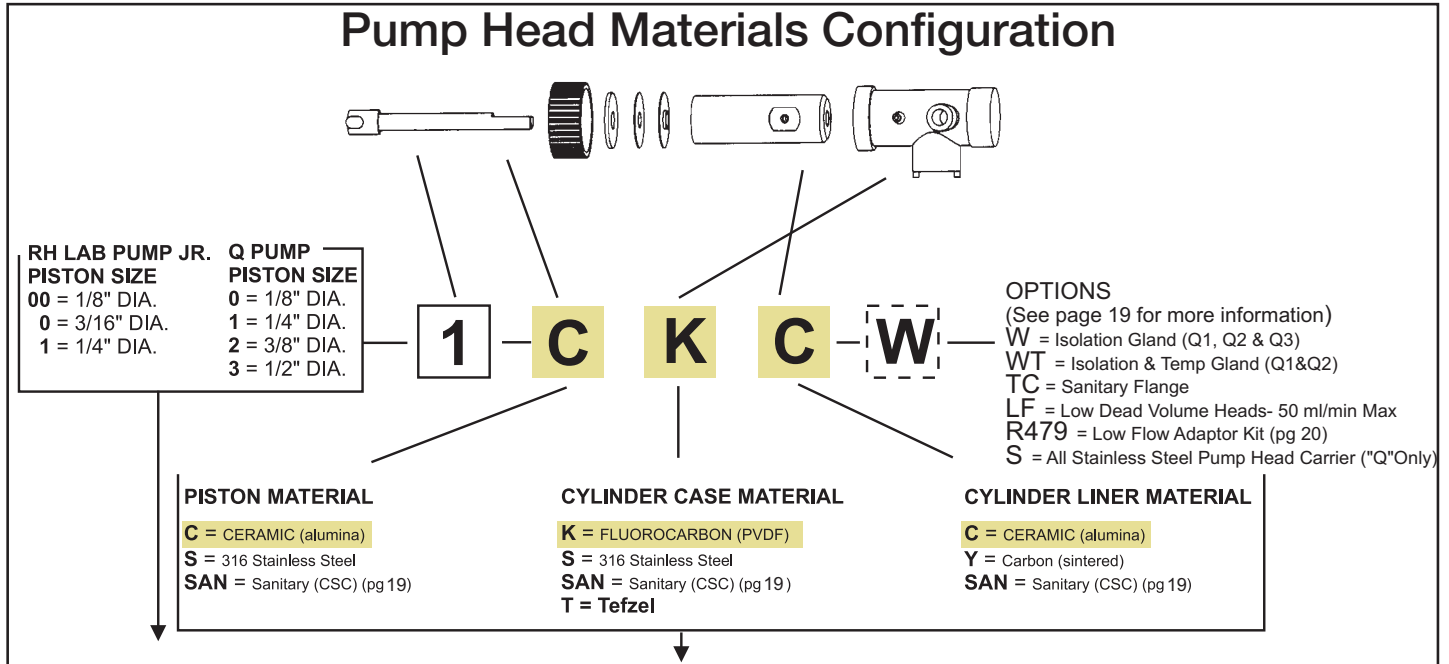 Pump Head Materials Configuration
RH LAB PUMP JR.
PISTON SIZE
00 = 1/8" DIA.
0 = 3/16" DIA.
1 = 1/4" DIA.
Q PUMP
PISTON SIZE
0 = 1/8" DIA.
1 = 1/4" DIA.
2 = 3/8" DIA.
3 = 1/2" DIA.
1 C K C W
OPTIONS
(See page 19 for more information)
W = Isolation Gland (Q1, Q2 & Q3)
WT = Isolation & Temp Gland (Q1&Q2)
TC = Sanitary Flange
LF = Low Dead Volume Heads- 50 ml/min Max
R479 = Low Flow Adaptor Kit (pg 20)
S = All Stainless Steel Pump Head Carrier ("Q"Only)
PISTON MATERIAL
C = CERAMIC (alumina)
S = 316 Stainless Steel
SAN = Sanitary (CSC) (pg 19)
CYLINDER CASE MATERIAL
K = FLUOROCARBON (PVDF)
S = 316 Stainless Steel
SAN = Sanitary (CSC) (pg 19)
T = Tefzel
CYLINDER LINER MATERIAL
C = CERAMIC (alumina)
Y = Carbon (sintered)
SAN = Sanitary (CSC) (pg 19)